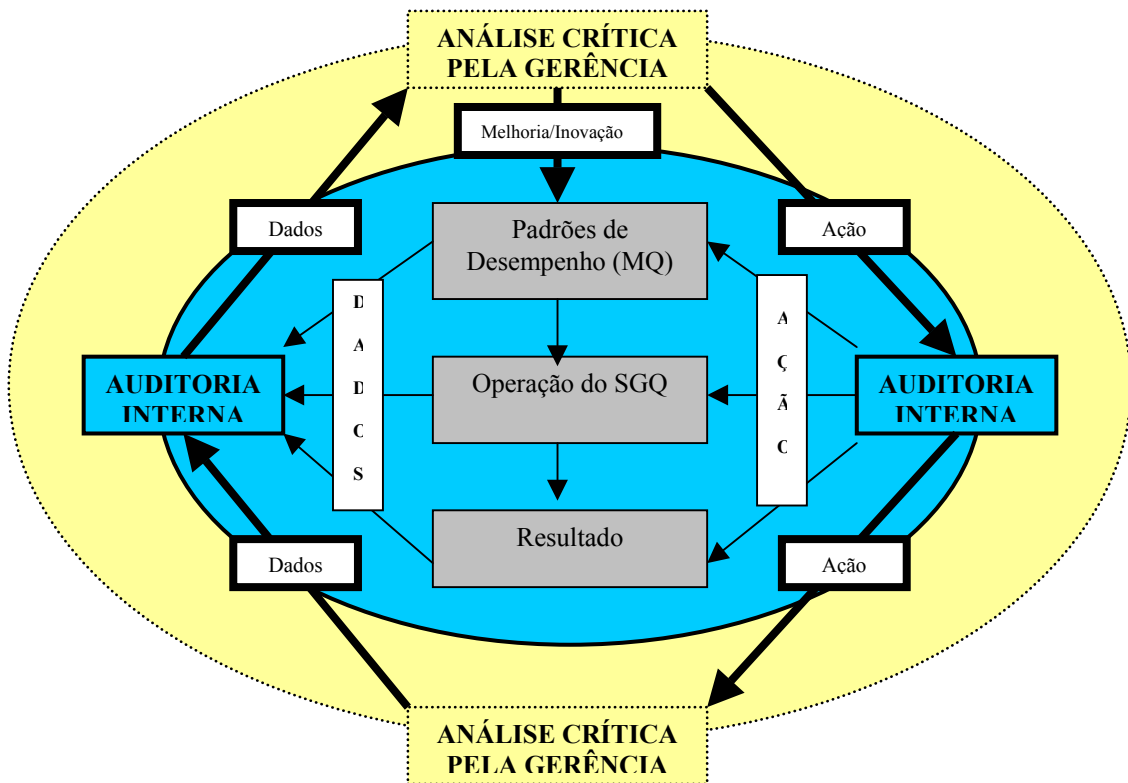 ANÁLISE CRÍTICA
PELA GERÊNCIA
Melhoria/Inovação
Dados
Padrões de
Desempenho (MQ)
Ação
D
A
D
O
S
A
Ç
Ã
O
AUDITORIA
INTERNA
Operação do SGQ
AUDITORIA
INTERNA
Resultado
Dados
Ação
ANÁLISE CRÍTICA
PELA GERÊNCIA